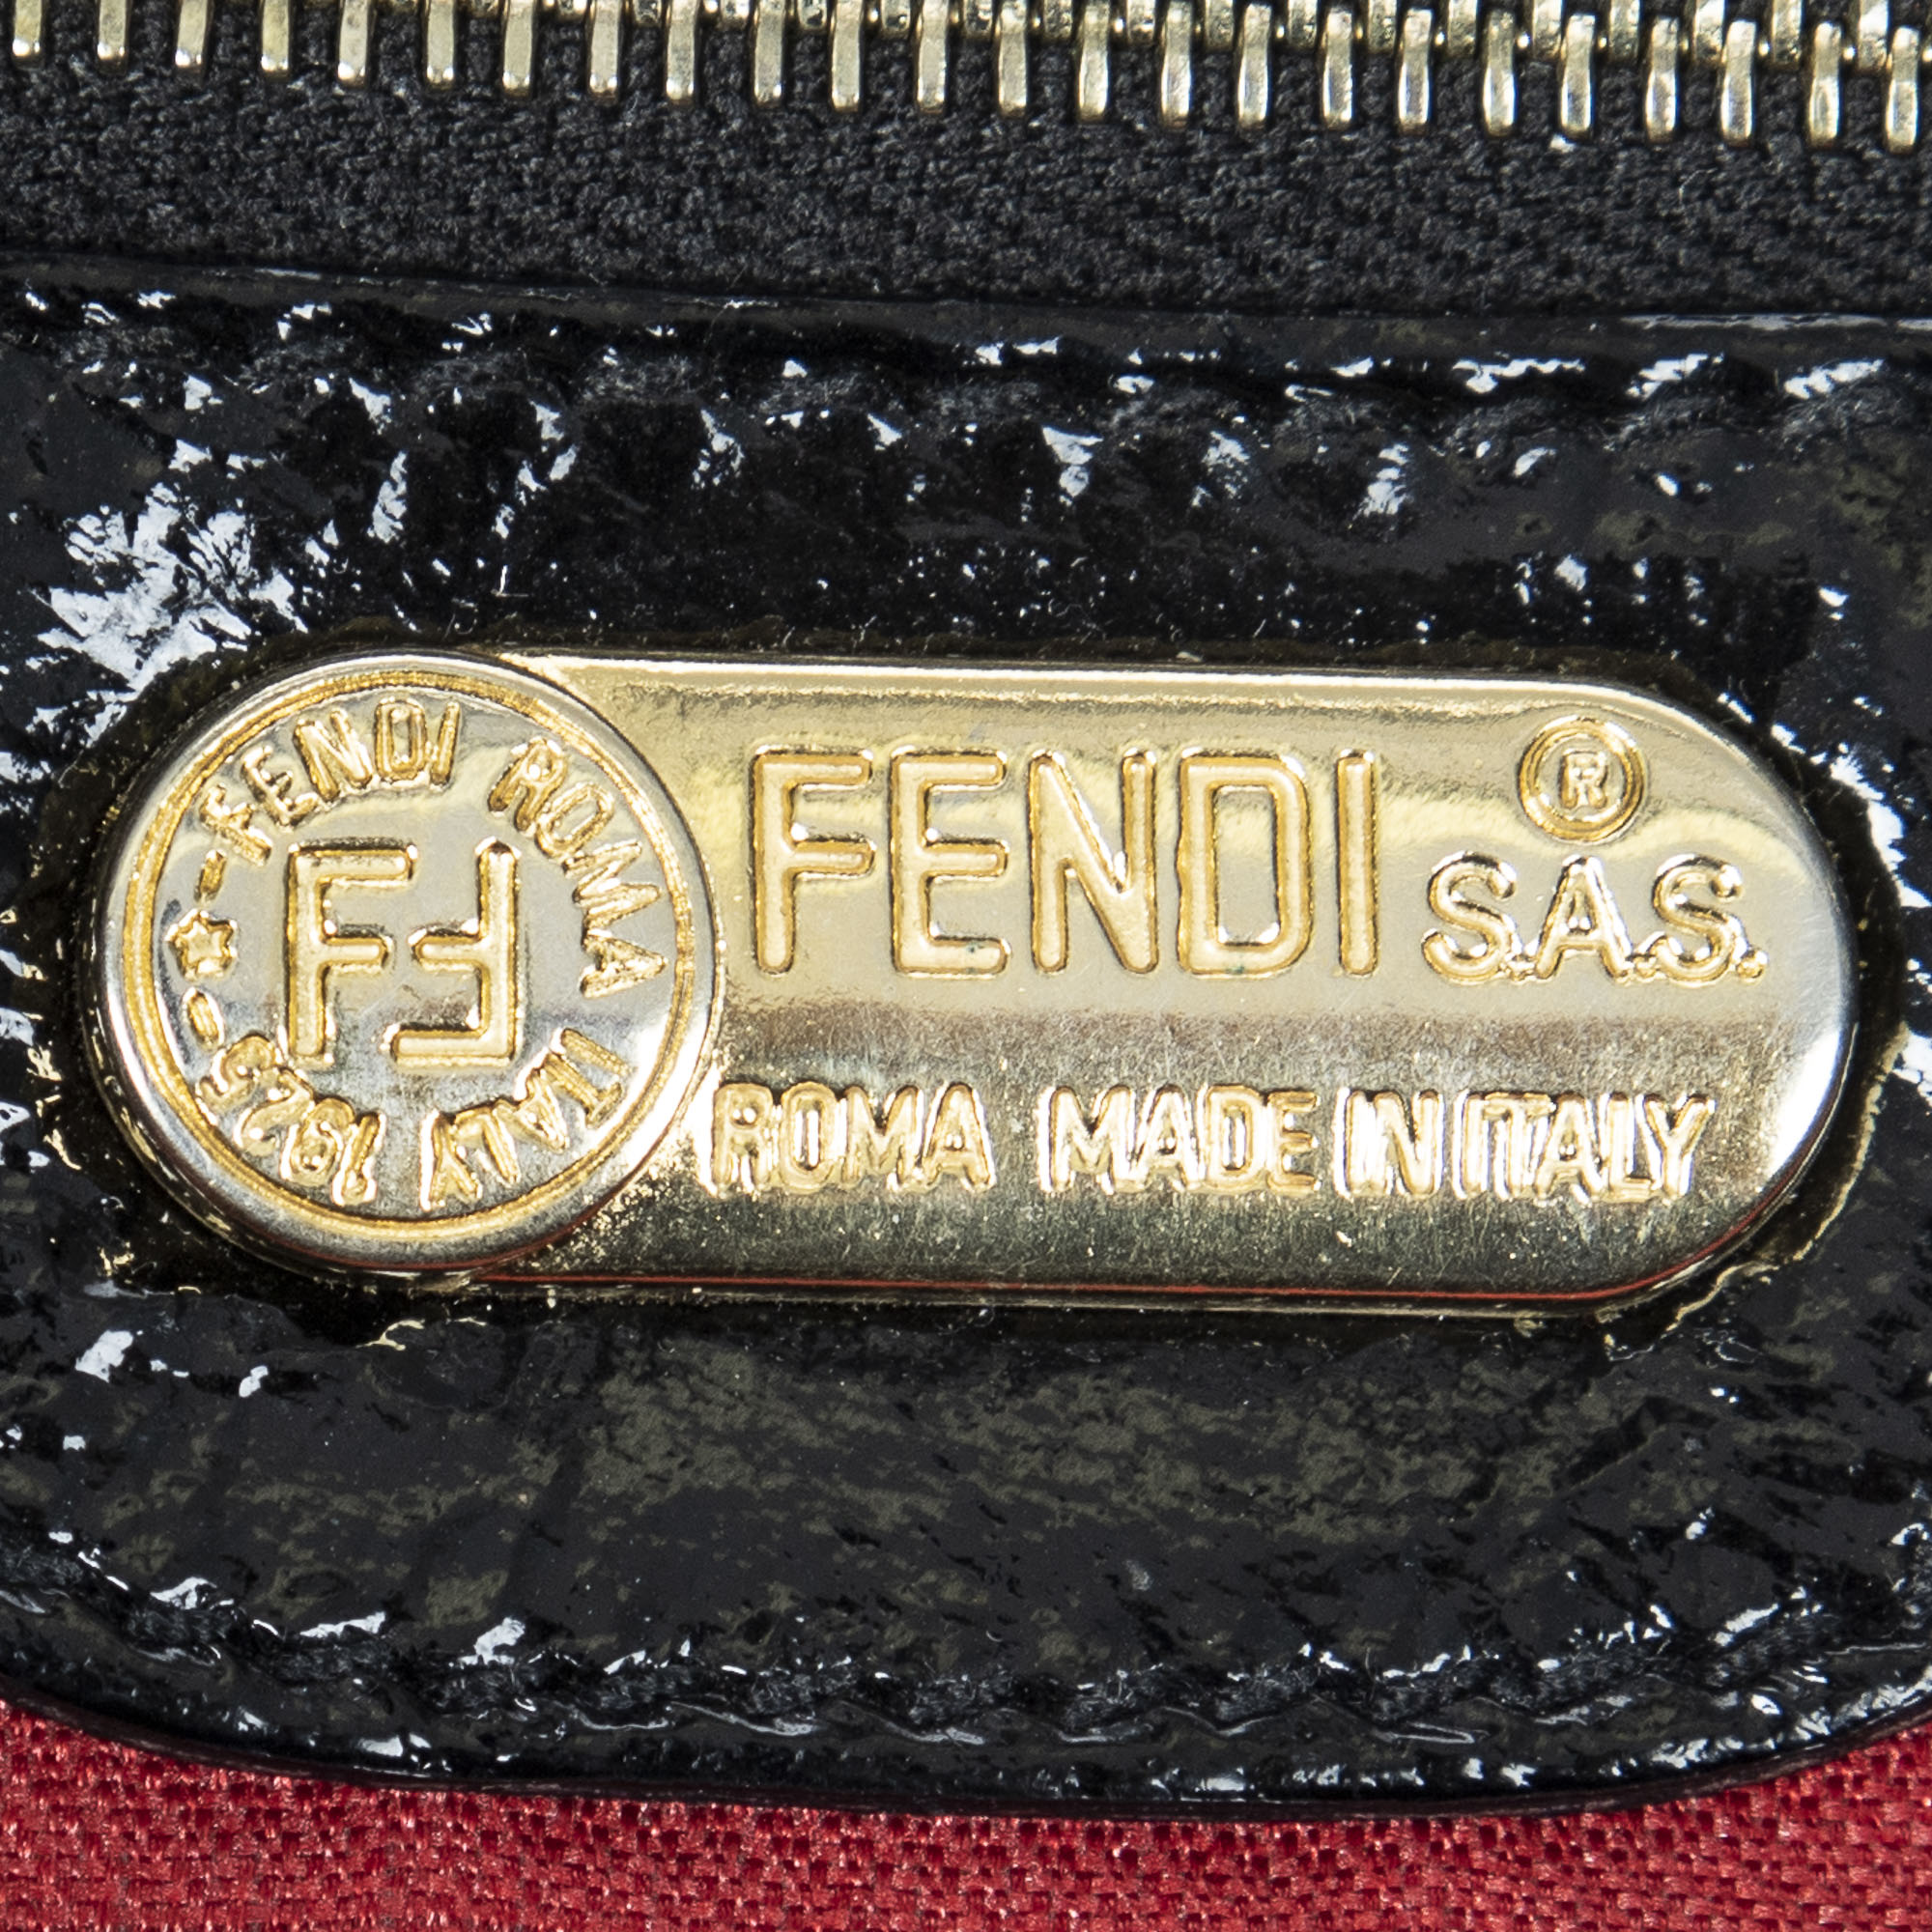 FENDI ROMA
ITALY 1925
FF
FENDI ® S.A.S.
ROMA MADE IN ITALY